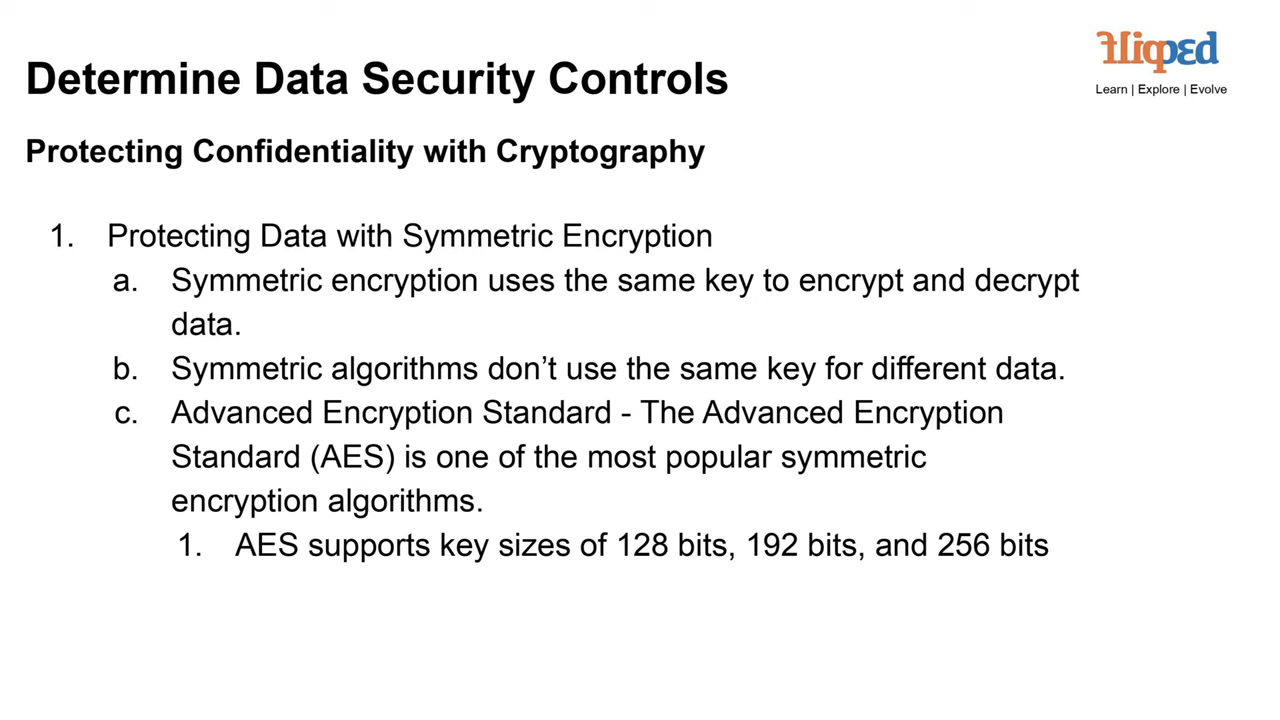 Flipped
Learn | Explore | Evolve
Determine Data Security Controls
Protecting Confidentiality with Cryptography
1. Protecting Data with Symmetric Encryption
a. Symmetric encryption uses the same key to encrypt and decrypt
data.
b. Symmetric algorithms don’t use the same key for different data.
c. Advanced Encryption Standard - The Advanced Encryption
Standard (AES) is one of the most popular symmetric
encryption algorithms.
1. AES supports key sizes of 128 bits, 192 bits, and 256 bits